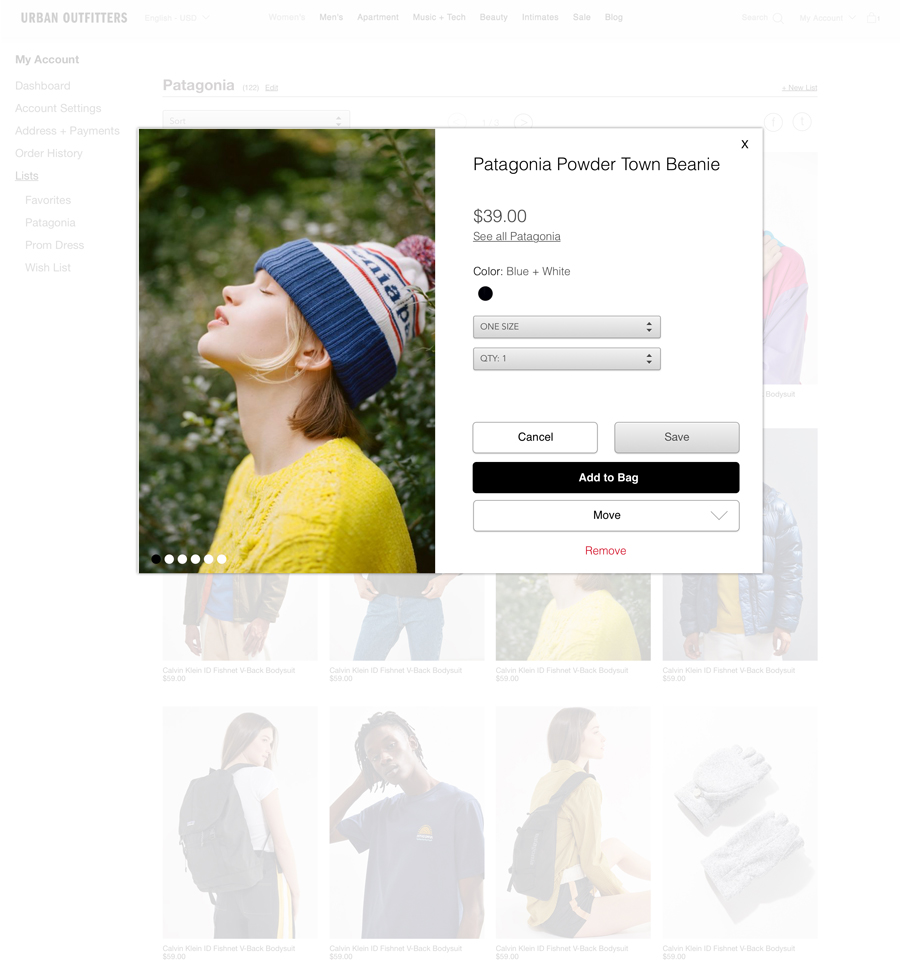 URBAN OUTFITTERS
English - USD
Women's
Men's
Apartment
Music + Tech
Beauty
Intimates
Sale
Blog
Search
My Account
My Account
Dashboard
Account Settings
Address + Payments
Order History
Lists
Favorites
Patagonia
Prom Dress
Wish List
Patagonia (122) Edit
+ New List
Sort
X
Patagonia Powder Town Beanie
$39.00
See all Patagonia
Color: Blue + White
ONE SIZE
QTY: 1
Cancel
Save
Add to Bag
Move
Remove
Bodysuit
Calvin Klein ID Fishnet V-Back Bodysuit
$59.00
Calvin Klein ID Fishnet V-Back Bodysuit
$59.00
Calvin Klein ID Fishnet V-Back Bodysuit
$59.00
Calvin Klein ID Fishnet V-Back Bodysuit
$59.00
Calvin Klein ID Fishnet V-Back Bodysuit
$59.00
Calvin Klein ID Fishnet V-Back Bodysuit
$59.00
Calvin Klein ID Fishnet V-Back Bodysuit
$59.00
Calvin Klein ID Fishnet V-Back Bodysuit
$59.00